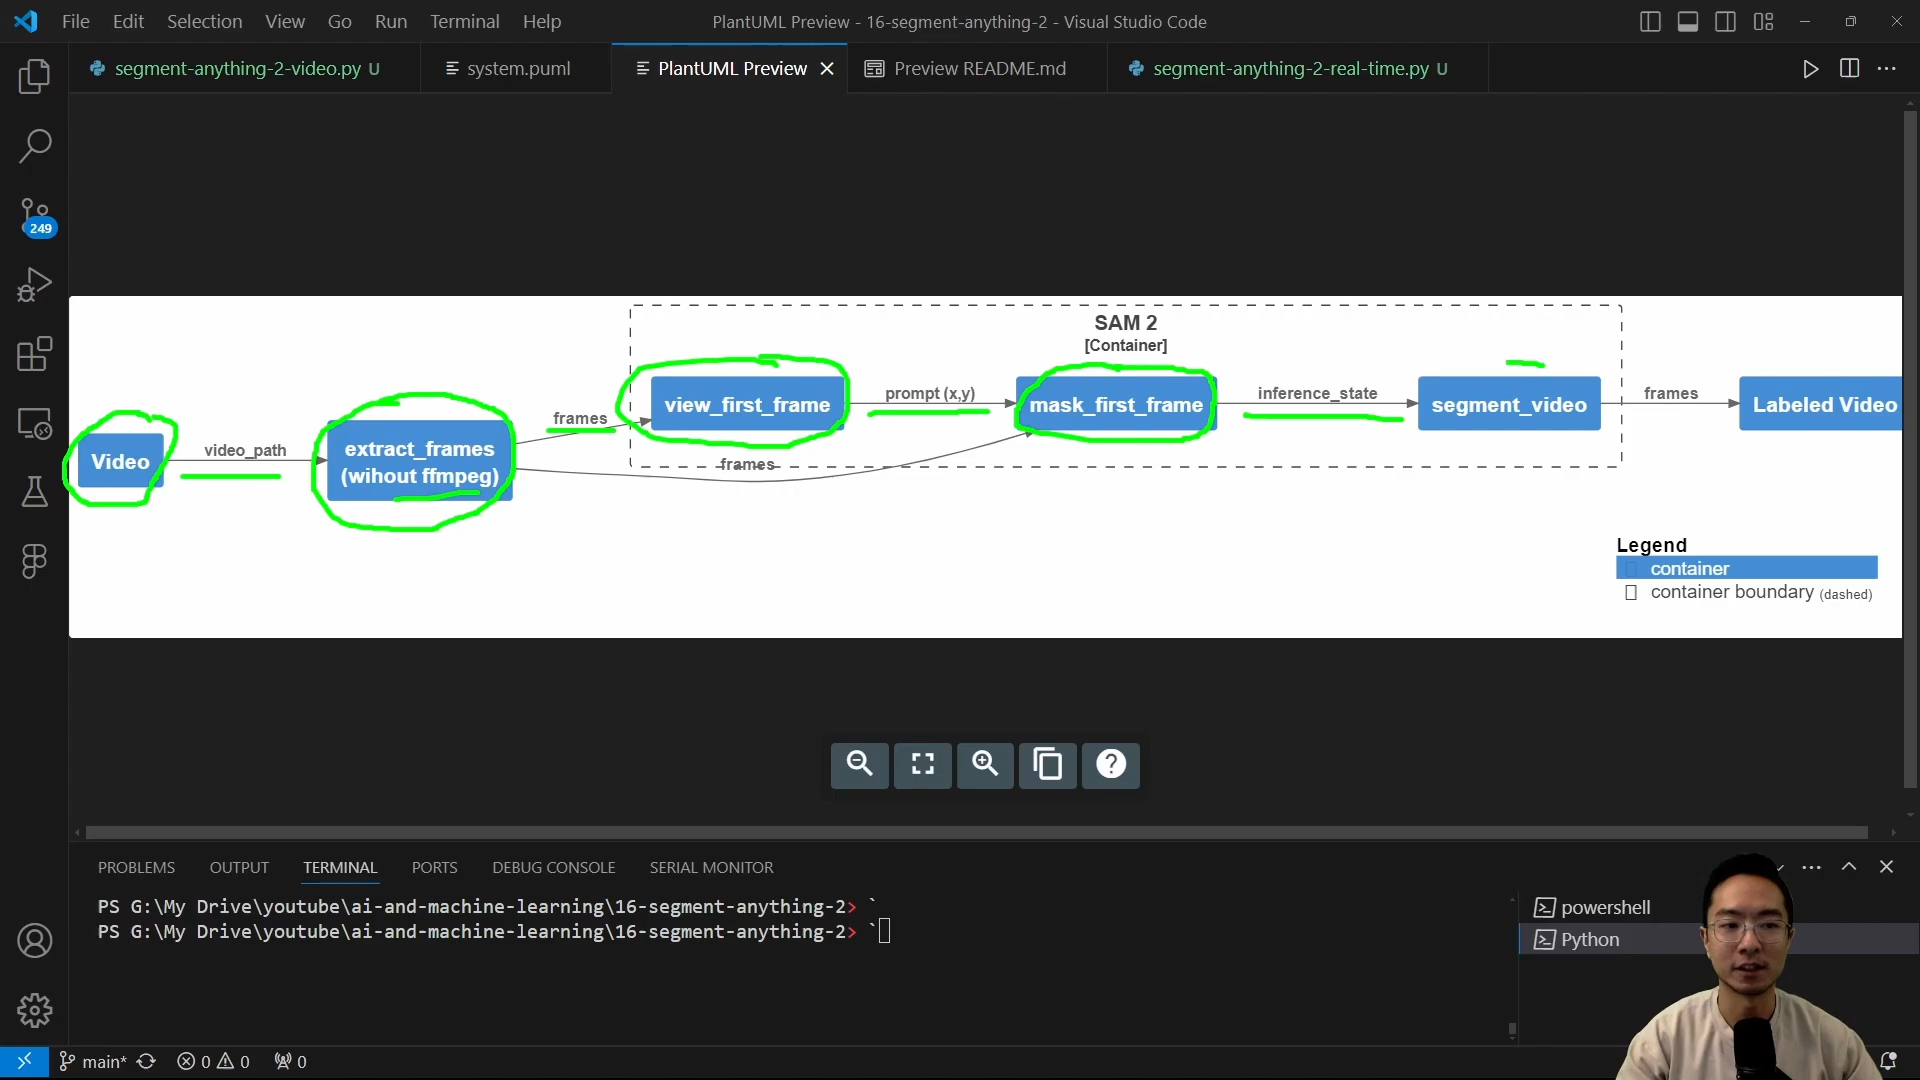 File Edit Selection View Go Run Terminal Help
PlantUML Preview - 16-segment-anything-2 - Visual Studio Code
segment-anything-2-video.py U
system.puml
PlantUML Preview
Preview README.md
segment-anything-2-real-time.py U
249
SAM 2
[Container]
Video
video_path
extract_frames
(wihout ffmpeg)
frames
frames
view_first_frame
prompt (x,y)
mask_first_frame
inference_state
segment_video
frames
Labeled Video
Legend
container
container boundary (dashed)
PROBLEMS OUTPUT TERMINAL PORTS DEBUG CONSOLE SERIAL MONITOR
PS G:\My Drive\youtube\ai-and-machine-learning\16-segment-anything-2> `
PS G:\My Drive\youtube\ai-and-machine-learning\16-segment-anything-2> `
powershell
Python
main* 0 0 0